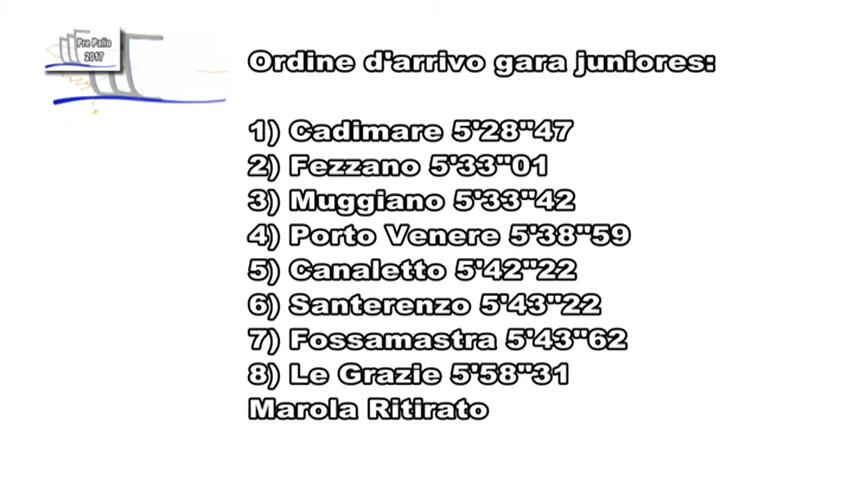 Pre Palio
2017
Ordine d'arrivo gara juniores:
1) Cadimare 5'28"47
2) Fezzano 5'33"01
3) Muggiano 5'33"42
4) Porto Venere 5'38"59
5) Canaletto 5'42"22
6) Santerenzo 5'43"22
7) Fossamastra 5'43"62
8) Le Grazie 5'58"31
Marola Ritirato